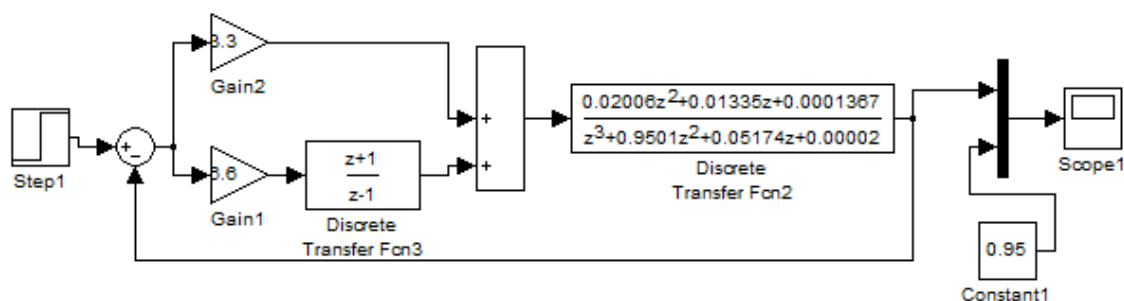 3.3
Gain2
Step1
+
−
3.6
Gain1
z+1
z-1
Discrete
Transfer Fcn3
+
+
0.02006z²+0.01335z+0.0001367
z³+0.9501z²+0.05174z+0.00002
Discrete
Transfer Fcn2
Scope1
0.95
Constant1